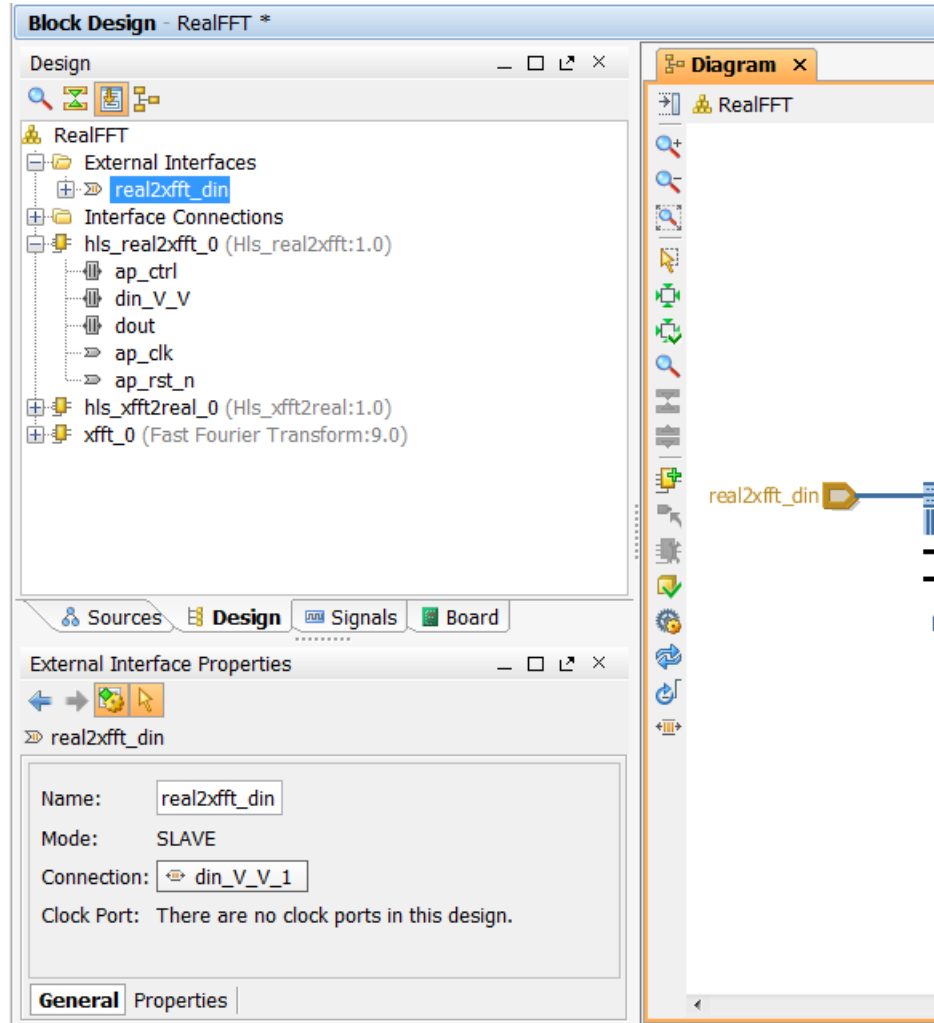 Block Design - RealFFT *
Design
RealFFT
External Interfaces
real2xfft_din
Interface Connections
hls_real2xfft_0 (Hls_real2xfft:1.0)
ap_ctrl
din_V_V
dout
ap_clk
ap_rst_n
hls_xfft2real_0 (Hls_xfft2real:1.0)
xfft_0 (Fast Fourier Transform:9.0)
Sources Design Signals Board
External Interface Properties
real2xfft_din
Name: real2xfft_din
Mode: SLAVE
Connection: din_V_V_1
Clock Port: There are no clock ports in this design.
General Properties
Diagram ×
RealFFT
real2xfft_din